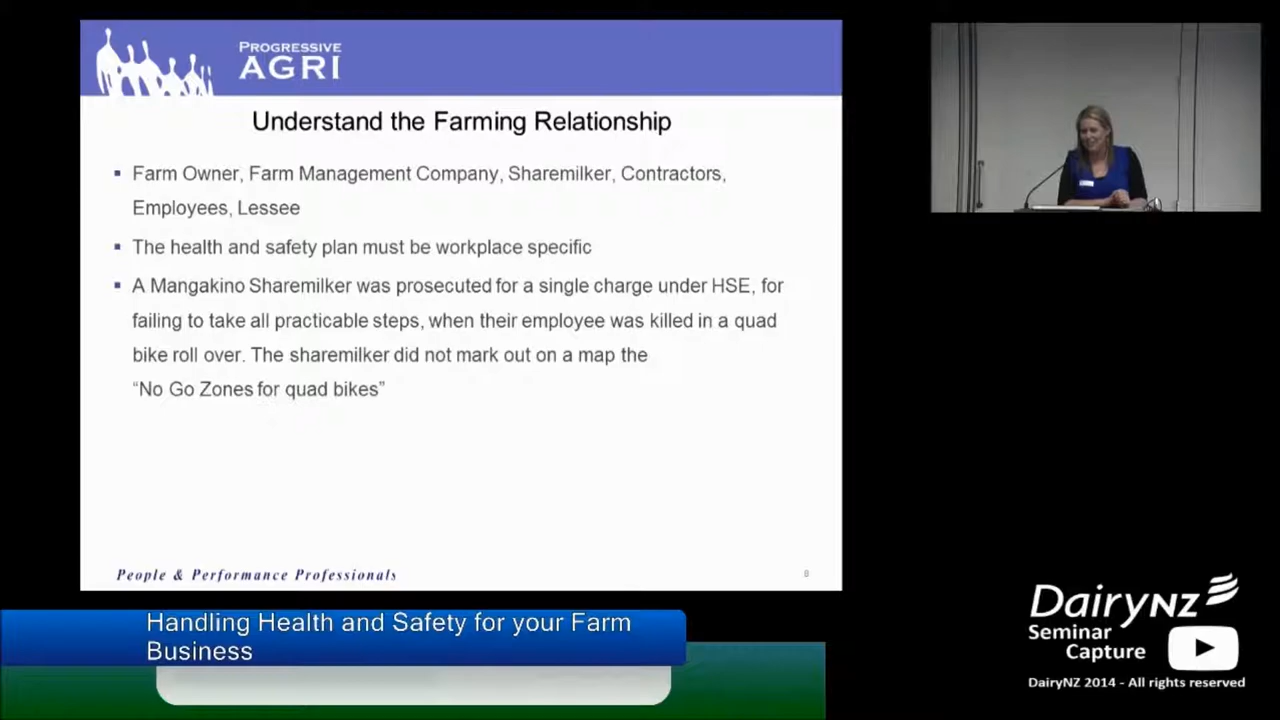 PROGRESSIVE
AGRI
Understand the Farming Relationship
Farm Owner, Farm Management Company, Sharemilker, Contractors,
Employees, Lessee
The health and safety plan must be workplace specific
A Mangakino Sharemilker was prosecuted for a single charge under HSE, for
failing to take all practicable steps, when their employee was killed in a quad
bike roll over. The sharemilker did not mark out on a map the
“No Go Zones for quad bikes”
People & Performance Professionals
8
Handling Health and Safety for your Farm
Business
DairyNZ
Seminar
Capture
DairyNZ 2014 - All rights reserved